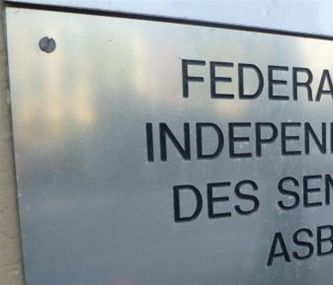 FEDERA
INDEPEN
DES SEN
ASB